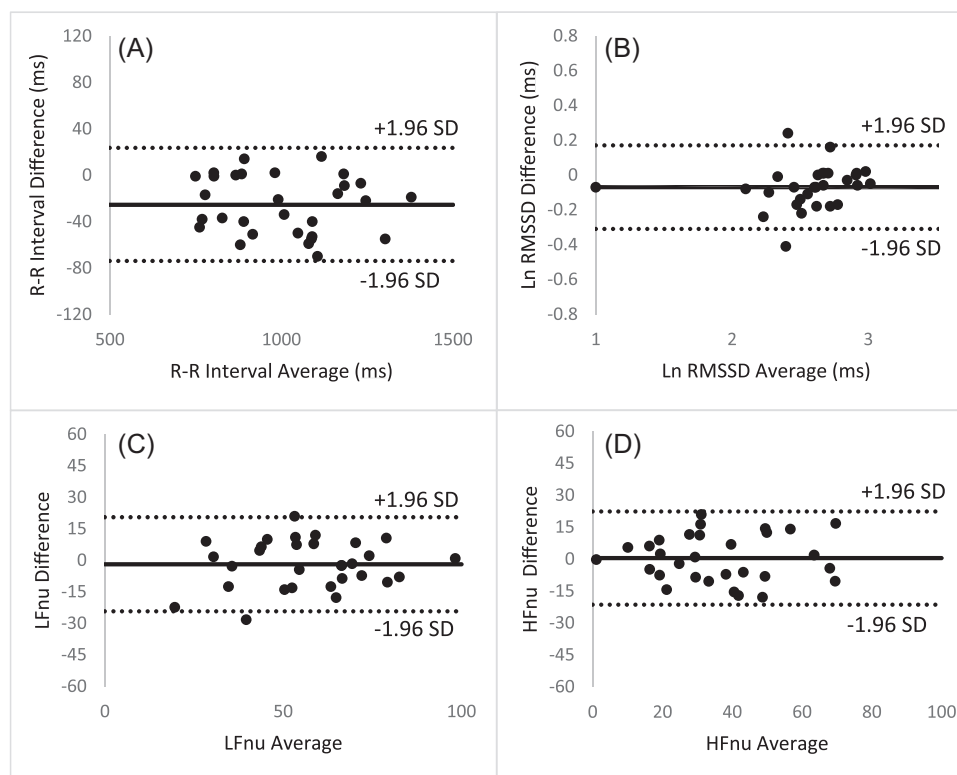 (A)
R-R Interval Difference (ms)
120
80
40
0
-40
-80
-120
+1.96 SD
-1.96 SD
500
1000
1500
R-R Interval Average (ms)
(B)
Ln RMSSD Difference (ms)
0.8
0.6
0.4
0.2
0
-0.2
-0.4
-0.6
-0.8
+1.96 SD
-1.96 SD
1
2
3
Ln RMSSD Average (ms)
(C)
LFnu Difference
60
45
30
15
0
-15
-30
-45
-60
+1.96 SD
-1.96 SD
0
50
100
LFnu Average
(D)
HFnu Difference
60
45
30
15
0
-15
-30
-45
-60
+1.96 SD
-1.96 SD
0
20
40
60
80
100
HFnu Average